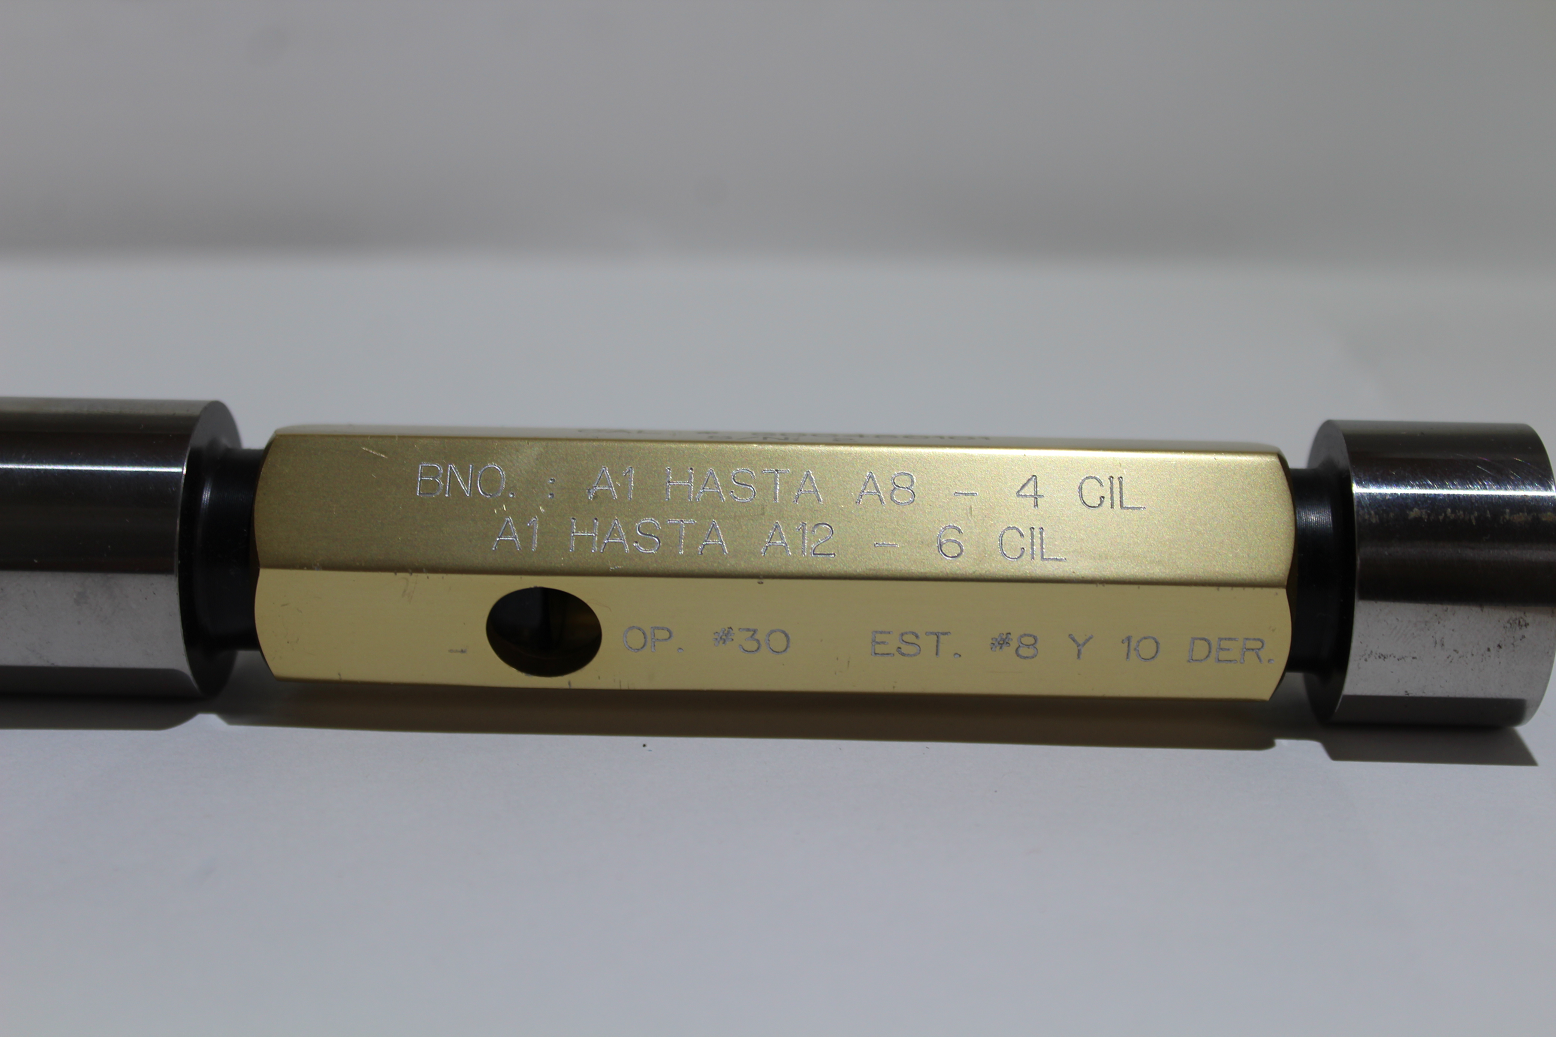 BNO. : A1 HASTA A8 - 4 CIL
A1 HASTA A12 - 6 CIL
OP. #30 EST. #8 Y 10 DER.